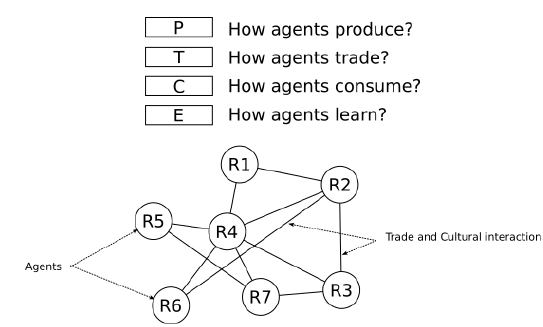 P How agents produce?
T How agents trade?
C How agents consume?
E How agents learn?
R1
R2
R5
R4
Trade and Cultural interaction
Agents
R6
R7
R3